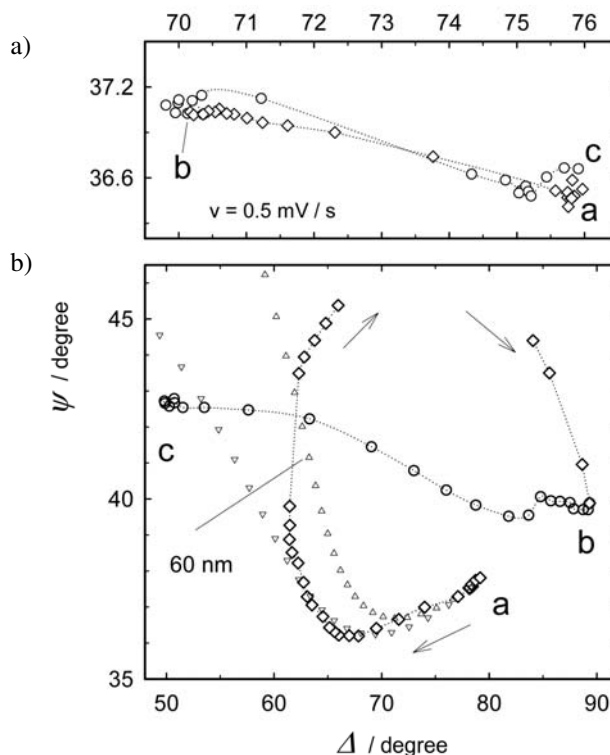 70 71 72 73 74 75 76
a)
37.2
36.6
c
b
a
v = 0.5 mV / s
b)
45
40
35
c
b
60 nm
a
ψ / degree
50 60 70 80 90
Δ / degree